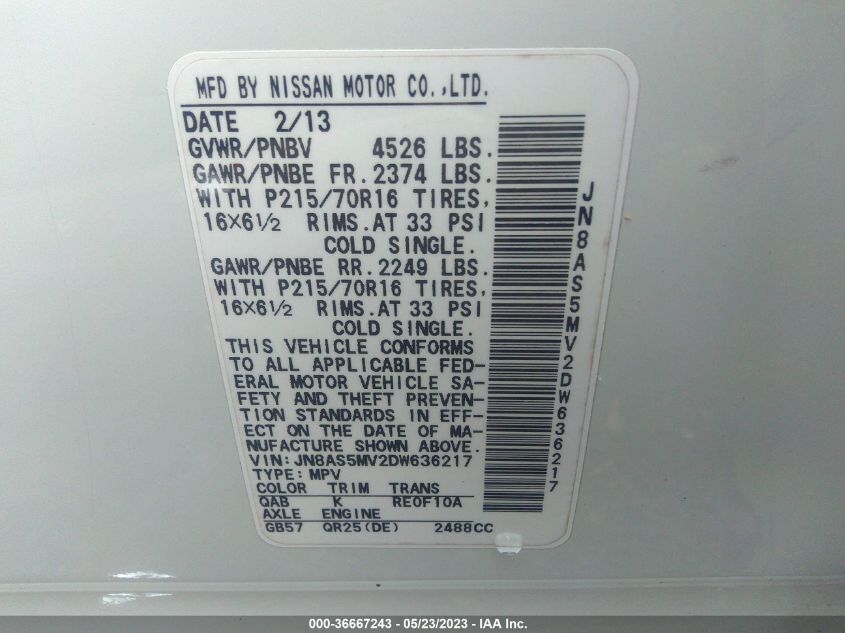 MFD BY NISSAN MOTOR CO.,LTD.
DATE 2/13
GVWR/PNBV 4526 LBS.
GAWR/PNBE FR.2374 LBS.
WITH P215/70R16 TIRES,
16X6½ RIMS.AT 33 PSI
COLD SINGLE.
GAWR/PNBE RR.2249 LBS.
WITH P215/70R16 TIRES,
16X6½ RIMS.AT 33 PSI
COLD SINGLE.
THIS VEHICLE CONFORMS
TO ALL APPLICABLE FED-
ERAL MOTOR VEHICLE SA-
FETY AND THEFT PREVEN-
TION STANDARDS IN EFF-
ECT ON THE DATE OF MA-
NUFACTURE SHOWN ABOVE.
VIN:JN8AS5MV2DW636217
TYPE:MPV
COLOR TRIM TRANS
QAB K RE0F10A
AXLE ENGINE
GB57 QR25(DE) 2488CC
JN8AS5MV2DW636217
000-36667243 - 05/23/2023 - IAA Inc.